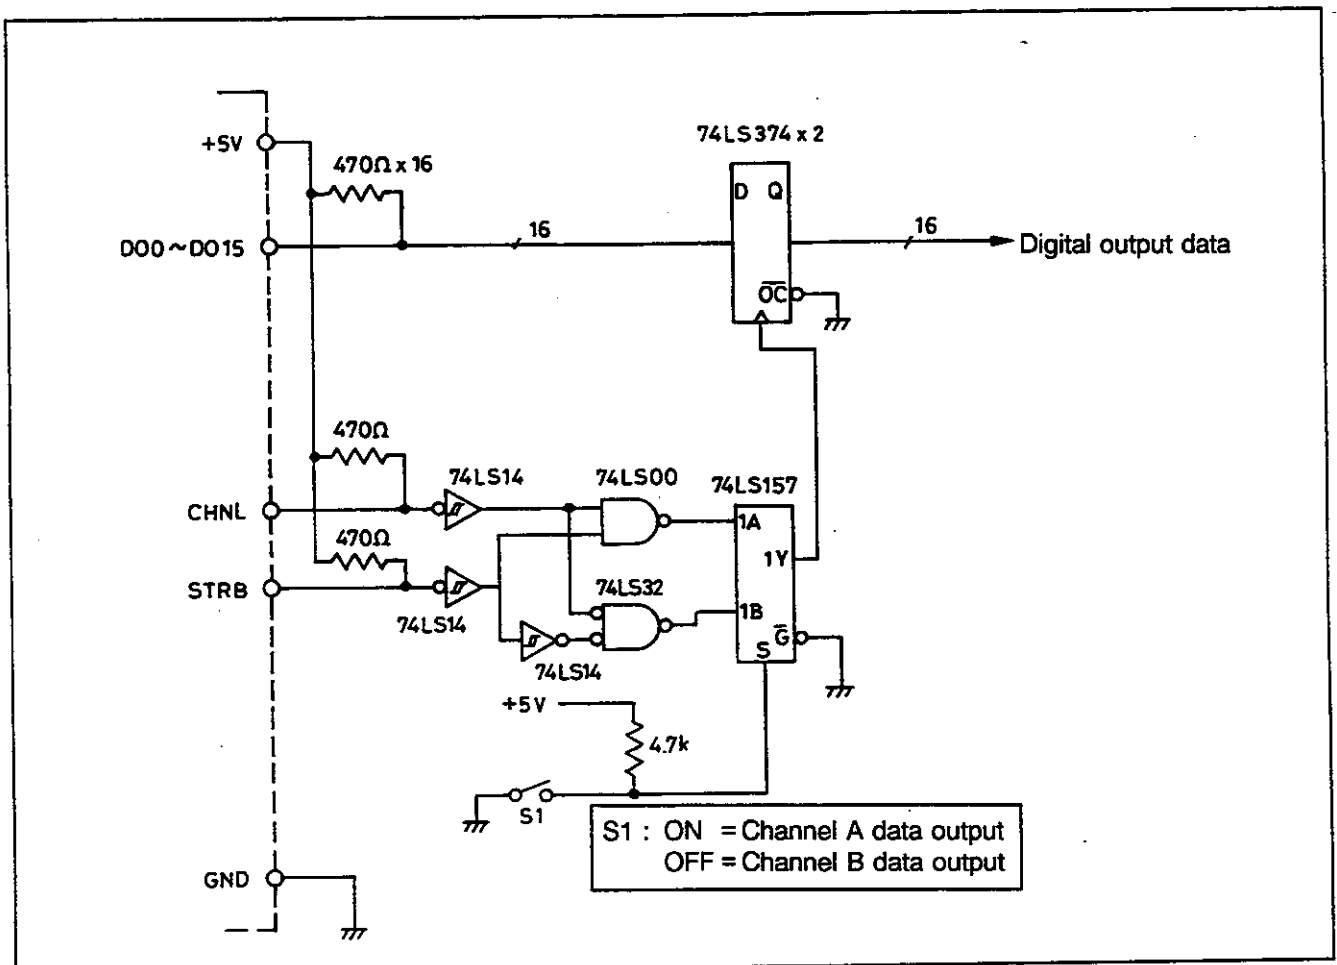 +5V
470Ω x 16
74LS374 x 2
D Q
DO0~DO15
16
16
Digital output data
OC
470Ω
CHNL
74LS14
74LS00
74LS157
1A
1Y
470Ω
STRB
74LS14
74LS32
1B
G
S
74LS14
+5V
4.7k
S1
S1 : ON = Channel A data output
OFF = Channel B data output
GND